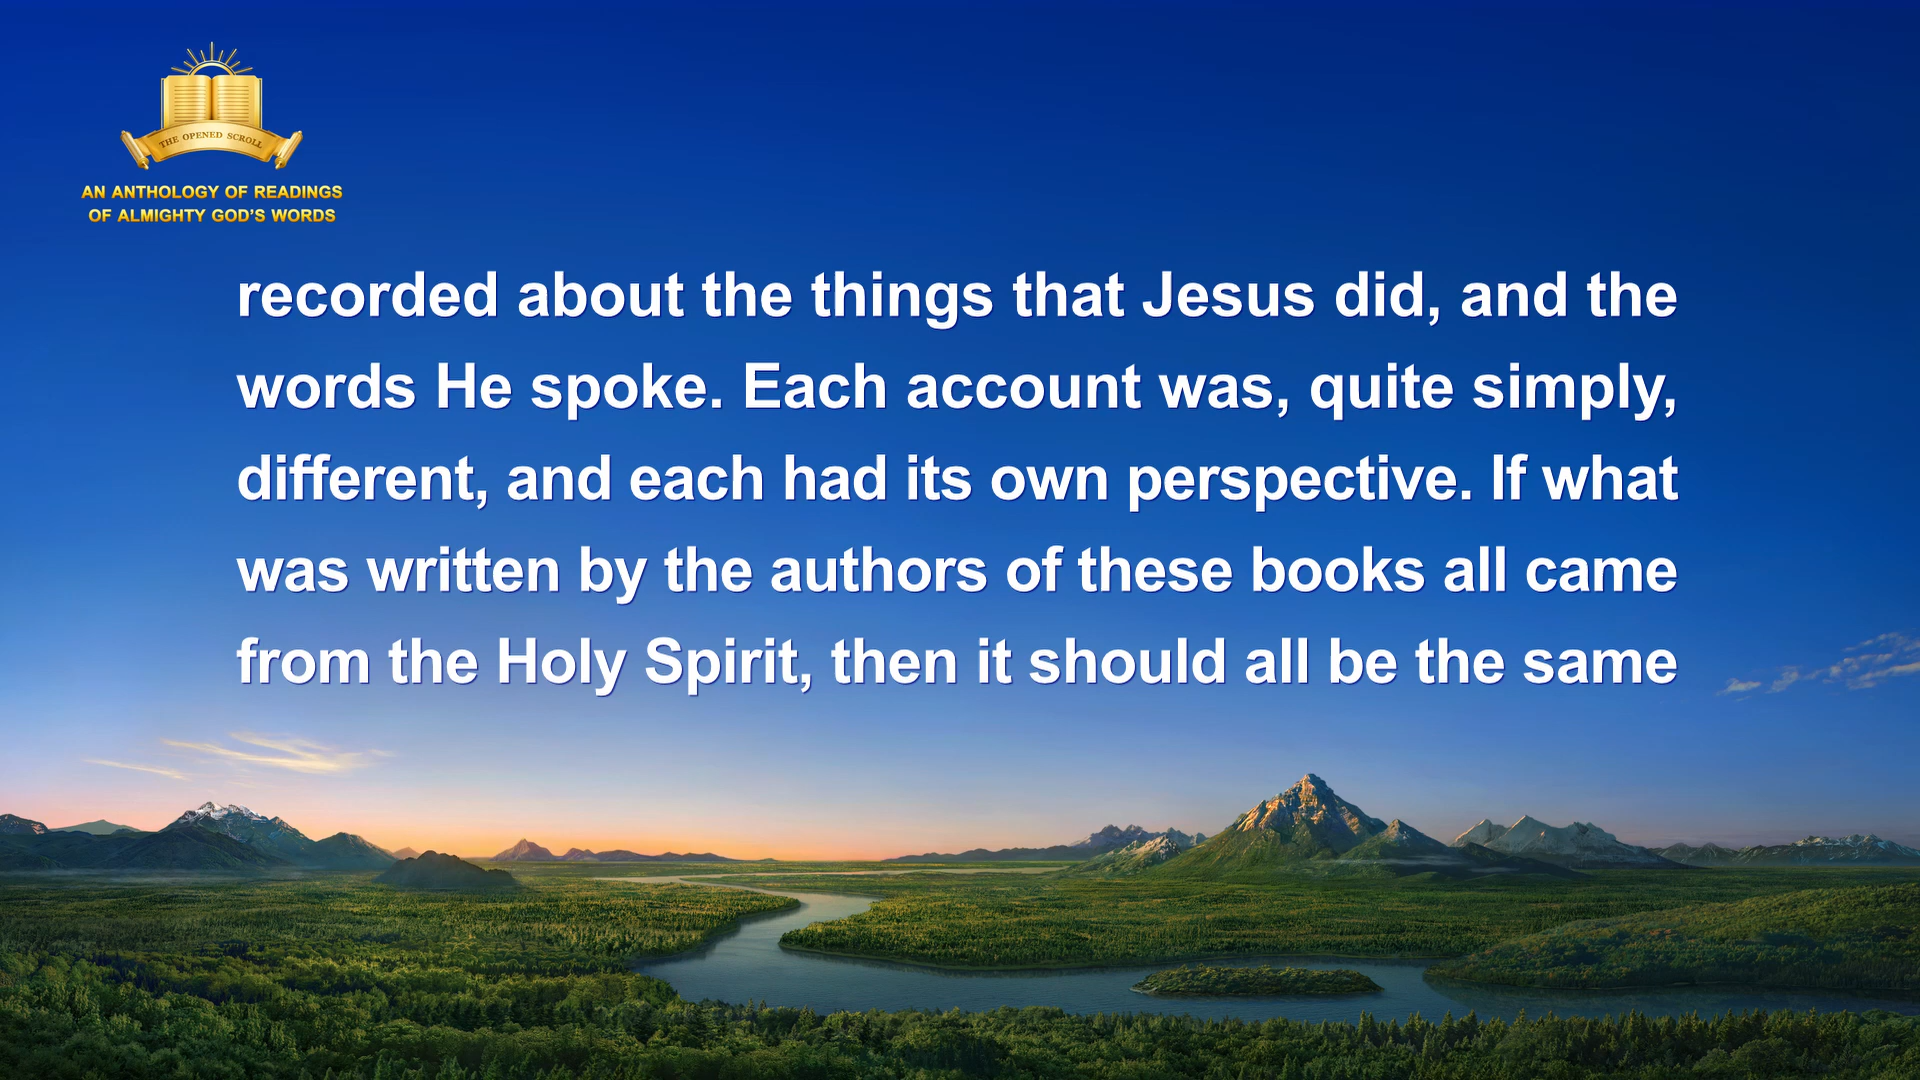 THE OPENED SCROLL
AN ANTHOLOGY OF READINGS
OF ALMIGHTY GOD'S WORDS
recorded about the things that Jesus did, and the
words He spoke. Each account was, quite simply,
different, and each had its own perspective. If what
was written by the authors of these books all came
from the Holy Spirit, then it should all be the same